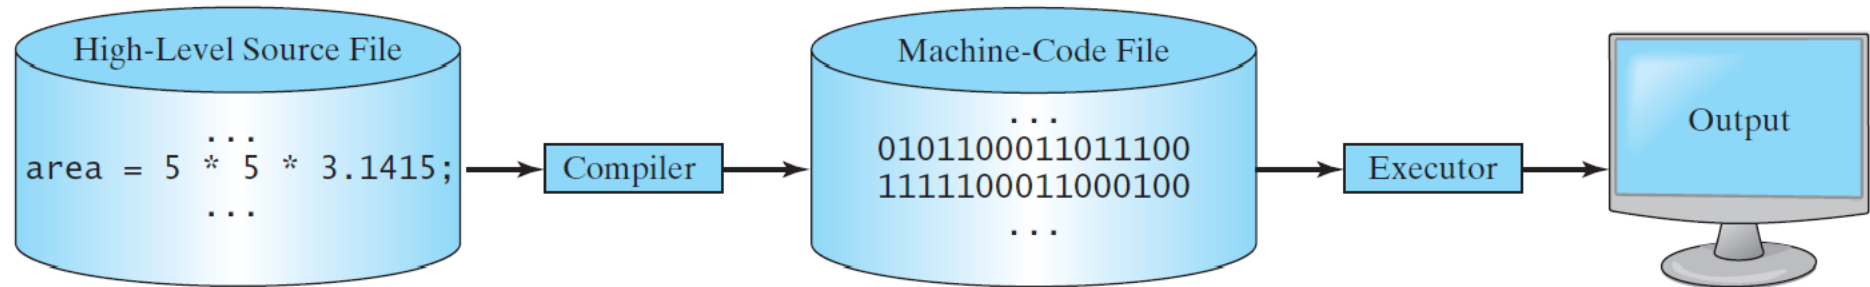 High-Level Source File
...
area = 5 * 5 * 3.1415;
...
Compiler
Machine-Code File
...
0101100011011100
1111100011000100
...
Executor
Output